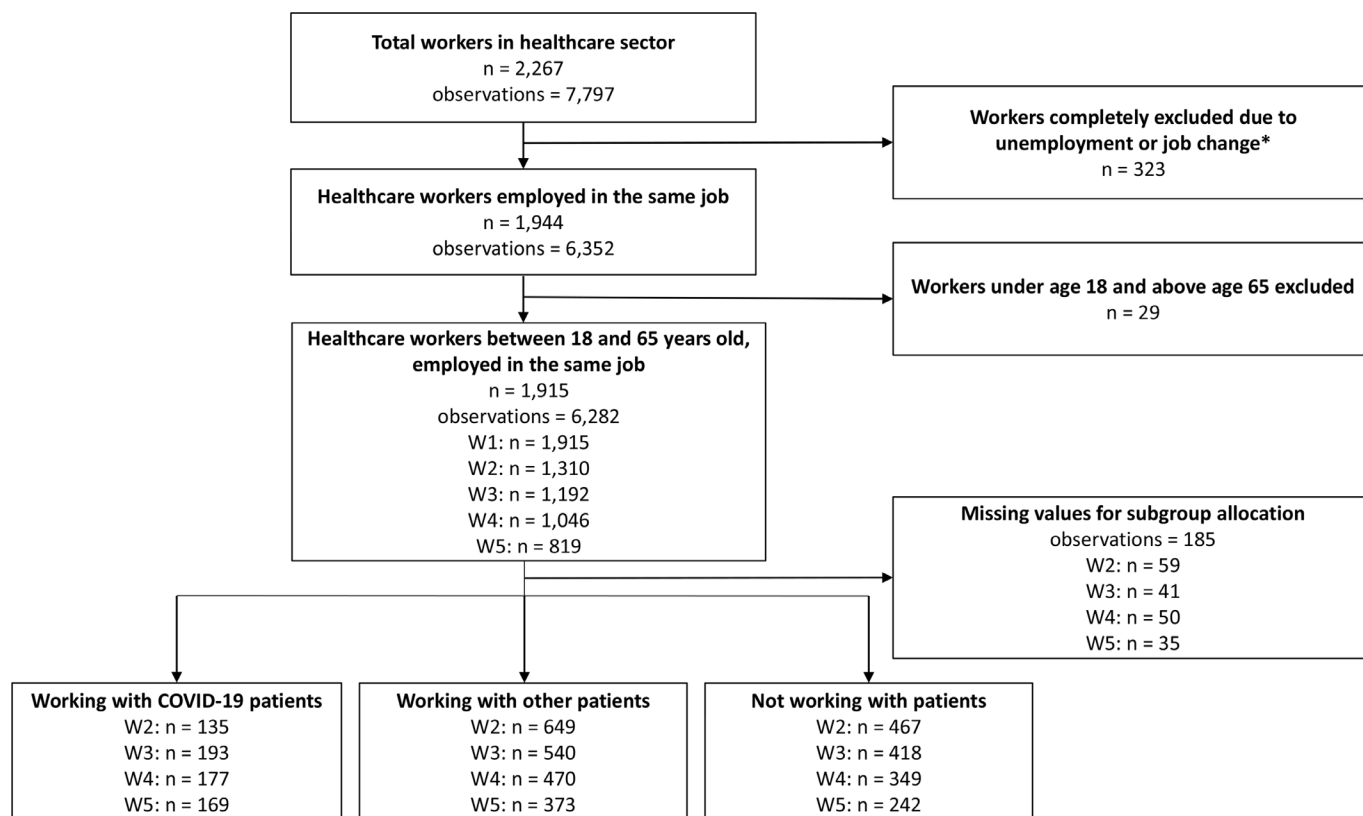 Total workers in healthcare sector
n = 2,267
observations = 7,797
Workers completely excluded due to
unemployment or job change*
n = 323
Healthcare workers employed in the same job
n = 1,944
observations = 6,352
Workers under age 18 and above age 65 excluded
n = 29
Healthcare workers between 18 and 65 years old,
employed in the same job
n = 1,915
observations = 6,282
W1: n = 1,915
W2: n = 1,310
W3: n = 1,192
W4: n = 1,046
W5: n = 819
Missing values for subgroup allocation
observations = 185
W2: n = 59
W3: n = 41
W4: n = 50
W5: n = 35
Working with COVID-19 patients
W2: n = 135
W3: n = 193
W4: n = 177
W5: n = 169
Working with other patients
W2: n = 649
W3: n = 540
W4: n = 470
W5: n = 373
Not working with patients
W2: n = 467
W3: n = 418
W4: n = 349
W5: n = 242